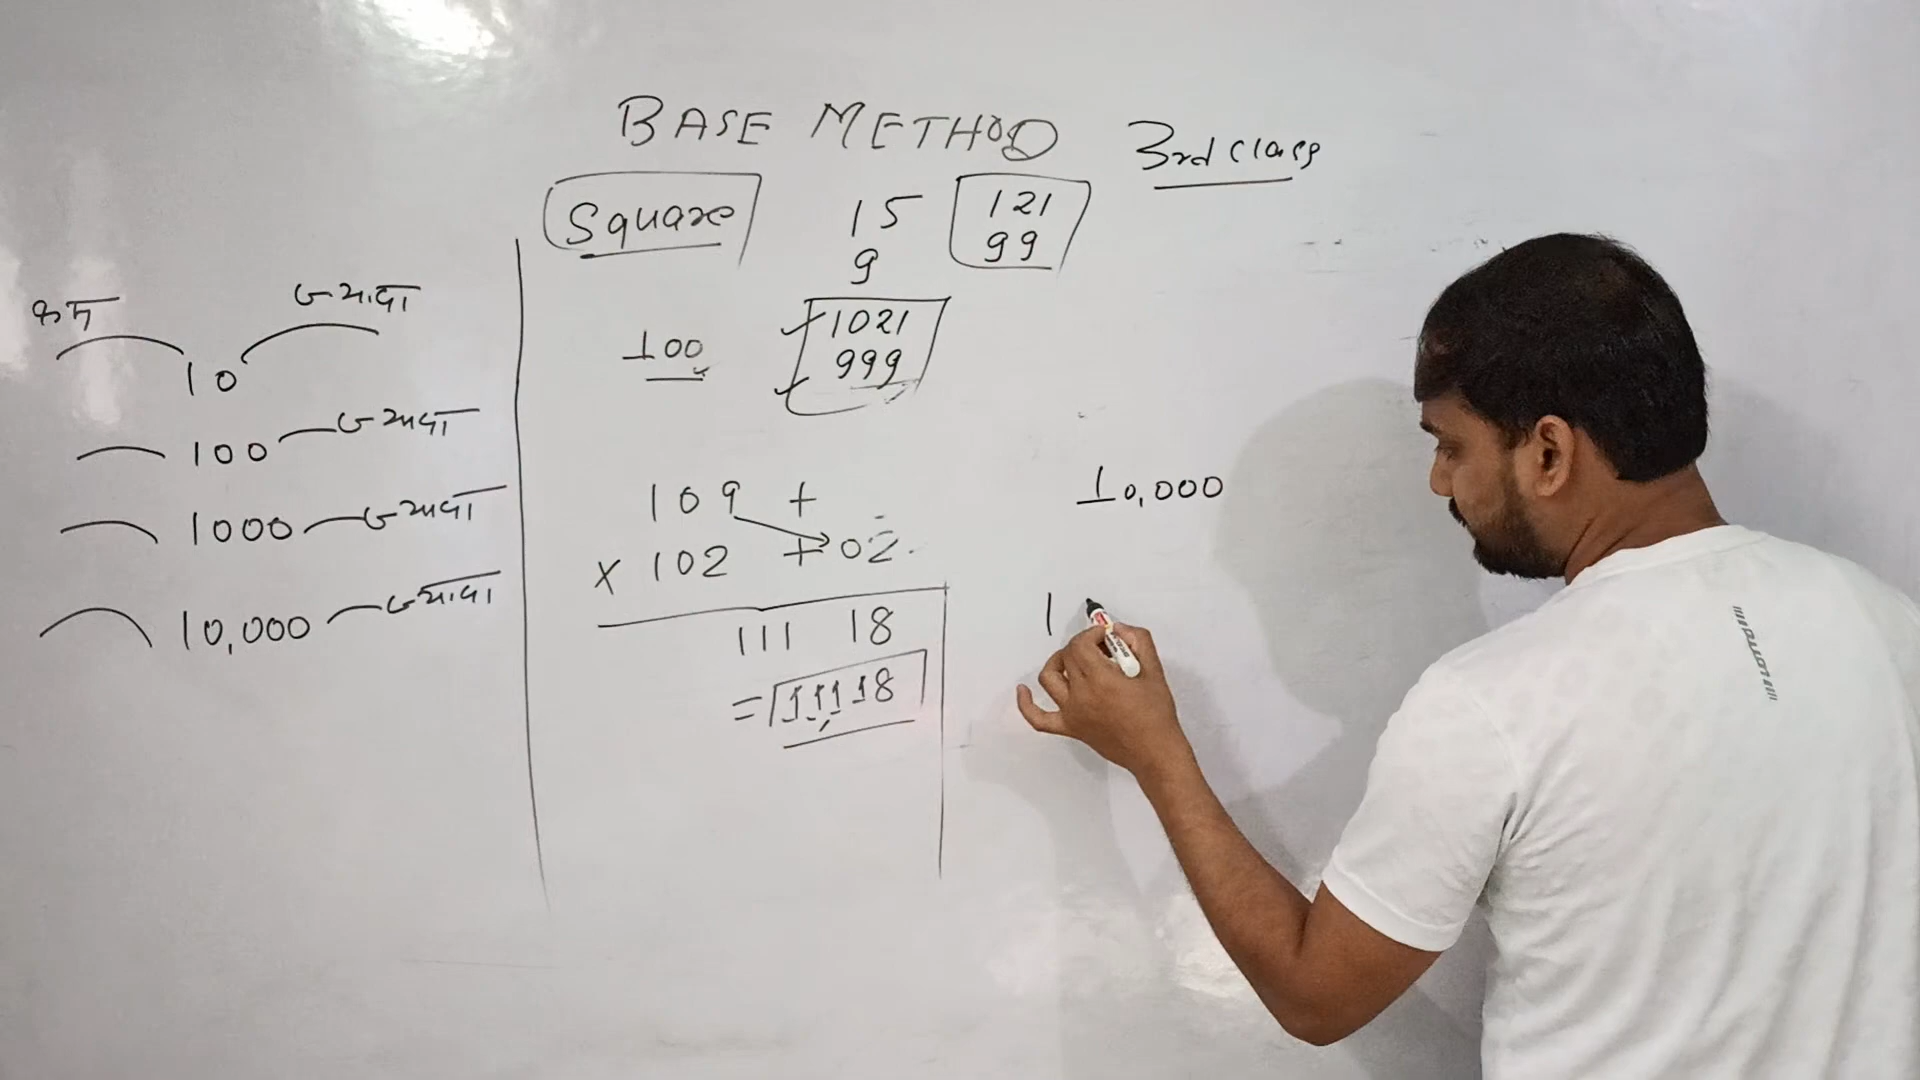 BASE METHOD 3rd class
Square
15
9
121
99
100
1021
999
कम
ज्यादा
10
100 ज्यादा
1000 ज्यादा
10,000 ज्यादा
109 +
× 102 + 02
111 18
= 11118
10,000
1